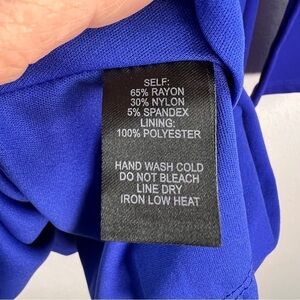 SELF:
65% RAYON
30% NYLON
5% SPANDEX
LINING:
100% POLYESTER
HAND WASH COLD
DO NOT BLEACH
LINE DRY
IRON LOW HEAT